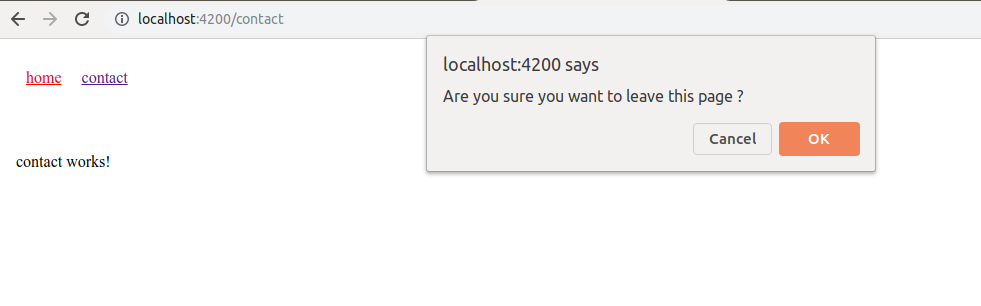 localhost:4200/contact
localhost:4200 says
home contact
Are you sure you want to leave this page ?
Cancel OK
contact works!